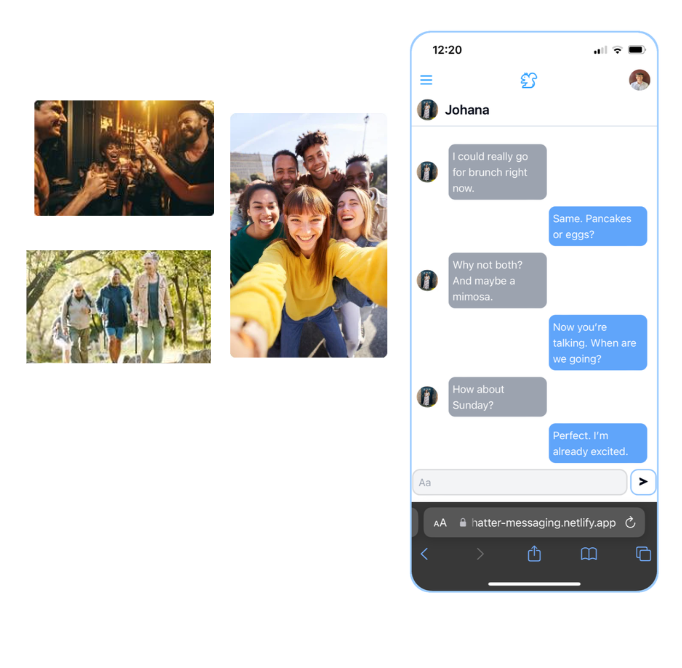 12:20
Johana
I could really go
for brunch right
now.
Same. Pancakes
or eggs?
Why not both?
And maybe a
mimosa.
Now you're
talking. When are
we going?
How about
Sunday?
Perfect. I'm
already excited.
Aa
AA hatter-messaging.netlify.app